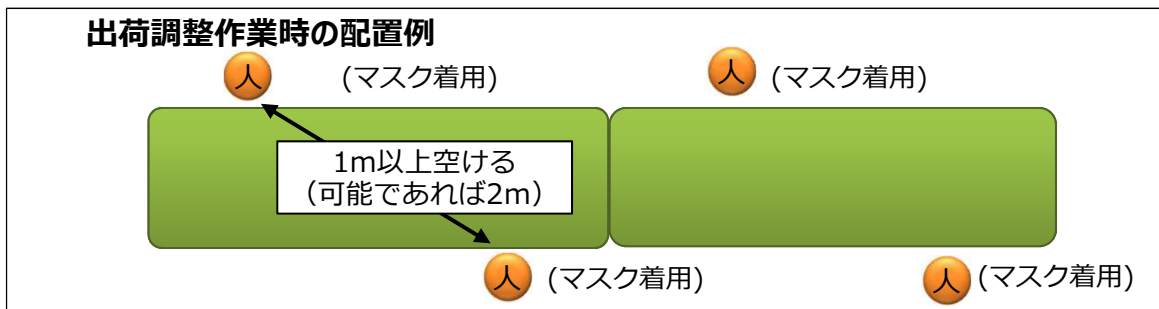 出荷調整作業時の配置例
人 (マスク着用) 人 (マスク着用)
1m以上空ける
（可能であれば2m）
人 (マスク着用) 人 (マスク着用)